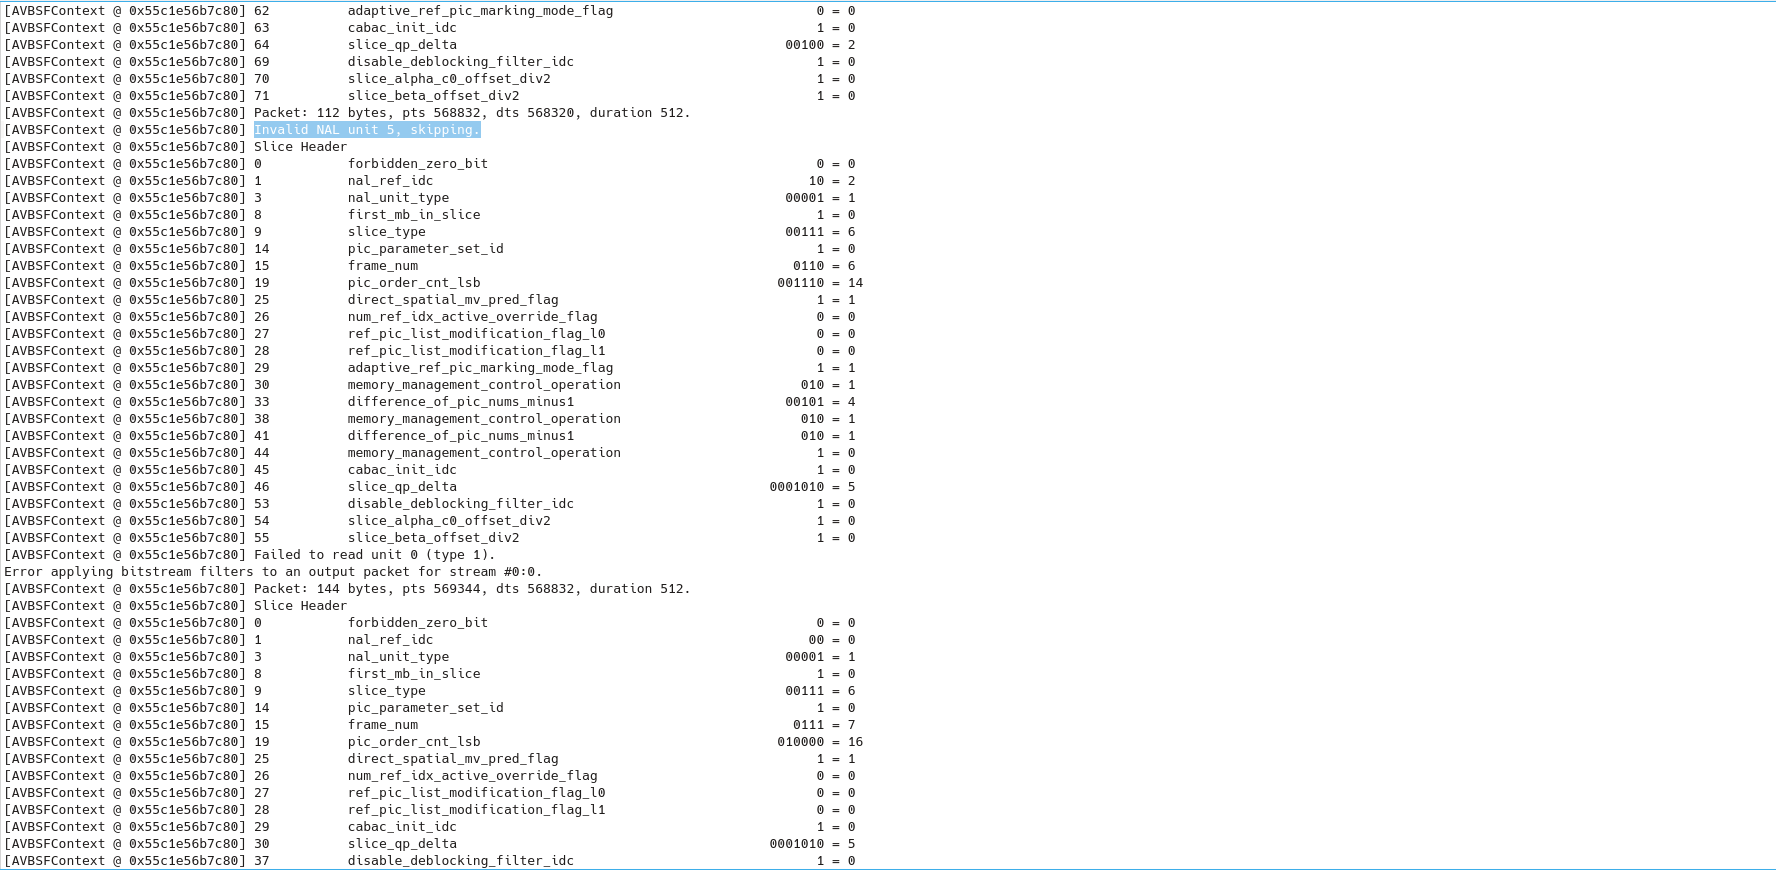 [AVBSFContext @ 0x55c1e56b7c80] 62          adaptive_ref_pic_marking_mode_flag                          0 = 0
[AVBSFContext @ 0x55c1e56b7c80] 63          cabac_init_idc                                              1 = 0
[AVBSFContext @ 0x55c1e56b7c80] 64          slice_qp_delta                                          00100 = 2
[AVBSFContext @ 0x55c1e56b7c80] 69          disable_deblocking_filter_idc                               1 = 0
[AVBSFContext @ 0x55c1e56b7c80] 70          slice_alpha_c0_offset_div2                                  1 = 0
[AVBSFContext @ 0x55c1e56b7c80] 71          slice_beta_offset_div2                                      1 = 0
[AVBSFContext @ 0x55c1e56b7c80] Packet: 112 bytes, pts 568832, dts 568320, duration 512.
[AVBSFContext @ 0x55c1e56b7c80] Invalid NAL unit 5, skipping.
[AVBSFContext @ 0x55c1e56b7c80] Slice Header
[AVBSFContext @ 0x55c1e56b7c80] 0           forbidden_zero_bit                                          0 = 0
[AVBSFContext @ 0x55c1e56b7c80] 1           nal_ref_idc                                                10 = 2
[AVBSFContext @ 0x55c1e56b7c80] 3           nal_unit_type                                           00001 = 1
[AVBSFContext @ 0x55c1e56b7c80] 8           first_mb_in_slice                                           1 = 0
[AVBSFContext @ 0x55c1e56b7c80] 9           slice_type                                              00111 = 6
[AVBSFContext @ 0x55c1e56b7c80] 14          pic_parameter_set_id                                        1 = 0
[AVBSFContext @ 0x55c1e56b7c80] 15          frame_num                                                0110 = 6
[AVBSFContext @ 0x55c1e56b7c80] 19          pic_order_cnt_lsb                                      001110 = 14
[AVBSFContext @ 0x55c1e56b7c80] 25          direct_spatial_mv_pred_flag                                 1 = 1
[AVBSFContext @ 0x55c1e56b7c80] 26          num_ref_idx_active_override_flag                            0 = 0
[AVBSFContext @ 0x55c1e56b7c80] 27          ref_pic_list_modification_flag_l0                           0 = 0
[AVBSFContext @ 0x55c1e56b7c80] 28          ref_pic_list_modification_flag_l1                           0 = 0
[AVBSFContext @ 0x55c1e56b7c80] 29          adaptive_ref_pic_marking_mode_flag                          1 = 1
[AVBSFContext @ 0x55c1e56b7c80] 30          memory_management_control_operation                       010 = 1
[AVBSFContext @ 0x55c1e56b7c80] 33          difference_of_pic_nums_minus1                           00101 = 4
[AVBSFContext @ 0x55c1e56b7c80] 38          memory_management_control_operation                       010 = 1
[AVBSFContext @ 0x55c1e56b7c80] 41          difference_of_pic_nums_minus1                             010 = 1
[AVBSFContext @ 0x55c1e56b7c80] 44          memory_management_control_operation                         1 = 0
[AVBSFContext @ 0x55c1e56b7c80] 45          cabac_init_idc                                              1 = 0
[AVBSFContext @ 0x55c1e56b7c80] 46          slice_qp_delta                                        0001010 = 5
[AVBSFContext @ 0x55c1e56b7c80] 53          disable_deblocking_filter_idc                               1 = 0
[AVBSFContext @ 0x55c1e56b7c80] 54          slice_alpha_c0_offset_div2                                  1 = 0
[AVBSFContext @ 0x55c1e56b7c80] 55          slice_beta_offset_div2                                      1 = 0
[AVBSFContext @ 0x55c1e56b7c80] Failed to read unit 0 (type 1).
Error applying bitstream filters to an output packet for stream #0:0.
[AVBSFContext @ 0x55c1e56b7c80] Packet: 144 bytes, pts 569344, dts 568832, duration 512.
[AVBSFContext @ 0x55c1e56b7c80] Slice Header
[AVBSFContext @ 0x55c1e56b7c80] 0           forbidden_zero_bit                                          0 = 0
[AVBSFContext @ 0x55c1e56b7c80] 1           nal_ref_idc                                                00 = 0
[AVBSFContext @ 0x55c1e56b7c80] 3           nal_unit_type                                           00001 = 1
[AVBSFContext @ 0x55c1e56b7c80] 8           first_mb_in_slice                                           1 = 0
[AVBSFContext @ 0x55c1e56b7c80] 9           slice_type                                              00111 = 6
[AVBSFContext @ 0x55c1e56b7c80] 14          pic_parameter_set_id                                        1 = 0
[AVBSFContext @ 0x55c1e56b7c80] 15          frame_num                                                0111 = 7
[AVBSFContext @ 0x55c1e56b7c80] 19          pic_order_cnt_lsb                                      010000 = 16
[AVBSFContext @ 0x55c1e56b7c80] 25          direct_spatial_mv_pred_flag                                 1 = 1
[AVBSFContext @ 0x55c1e56b7c80] 26          num_ref_idx_active_override_flag                            0 = 0
[AVBSFContext @ 0x55c1e56b7c80] 27          ref_pic_list_modification_flag_l0                           0 = 0
[AVBSFContext @ 0x55c1e56b7c80] 28          ref_pic_list_modification_flag_l1                           0 = 0
[AVBSFContext @ 0x55c1e56b7c80] 29          cabac_init_idc                                              1 = 0
[AVBSFContext @ 0x55c1e56b7c80] 30          slice_qp_delta                                        0001010 = 5
[AVBSFContext @ 0x55c1e56b7c80] 37          disable_deblocking_filter_idc                               1 = 0